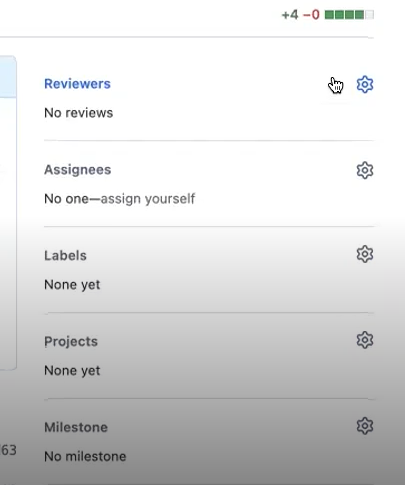 +4 −0
Reviewers
No reviews
Assignees
No one—assign yourself
Labels
None yet
Projects
None yet
Milestone
63
No milestone